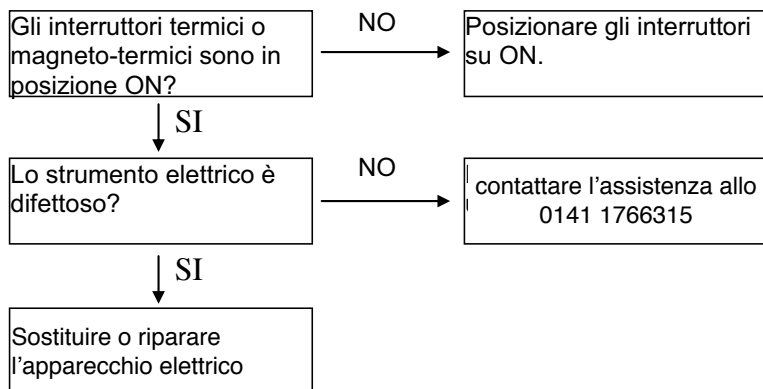 Gli interruttori termici o
magneto-termici sono in
posizione ON?
NO
Posizionare gli interruttori
su ON.
SI
Lo strumento elettrico è
difettoso?
NO
contattare l'assistenza allo
0141 1766315
SI
Sostituire o riparare
l'apparecchio elettrico